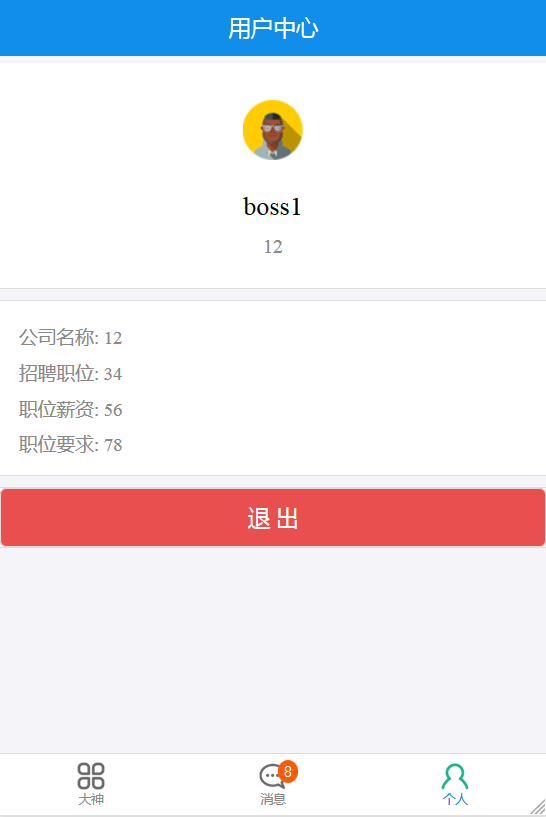 用户中心
boss1
12
公司名称: 12
招聘职位: 34
职位薪资: 56
职位要求: 78
退 出
8
大神
消息
个人